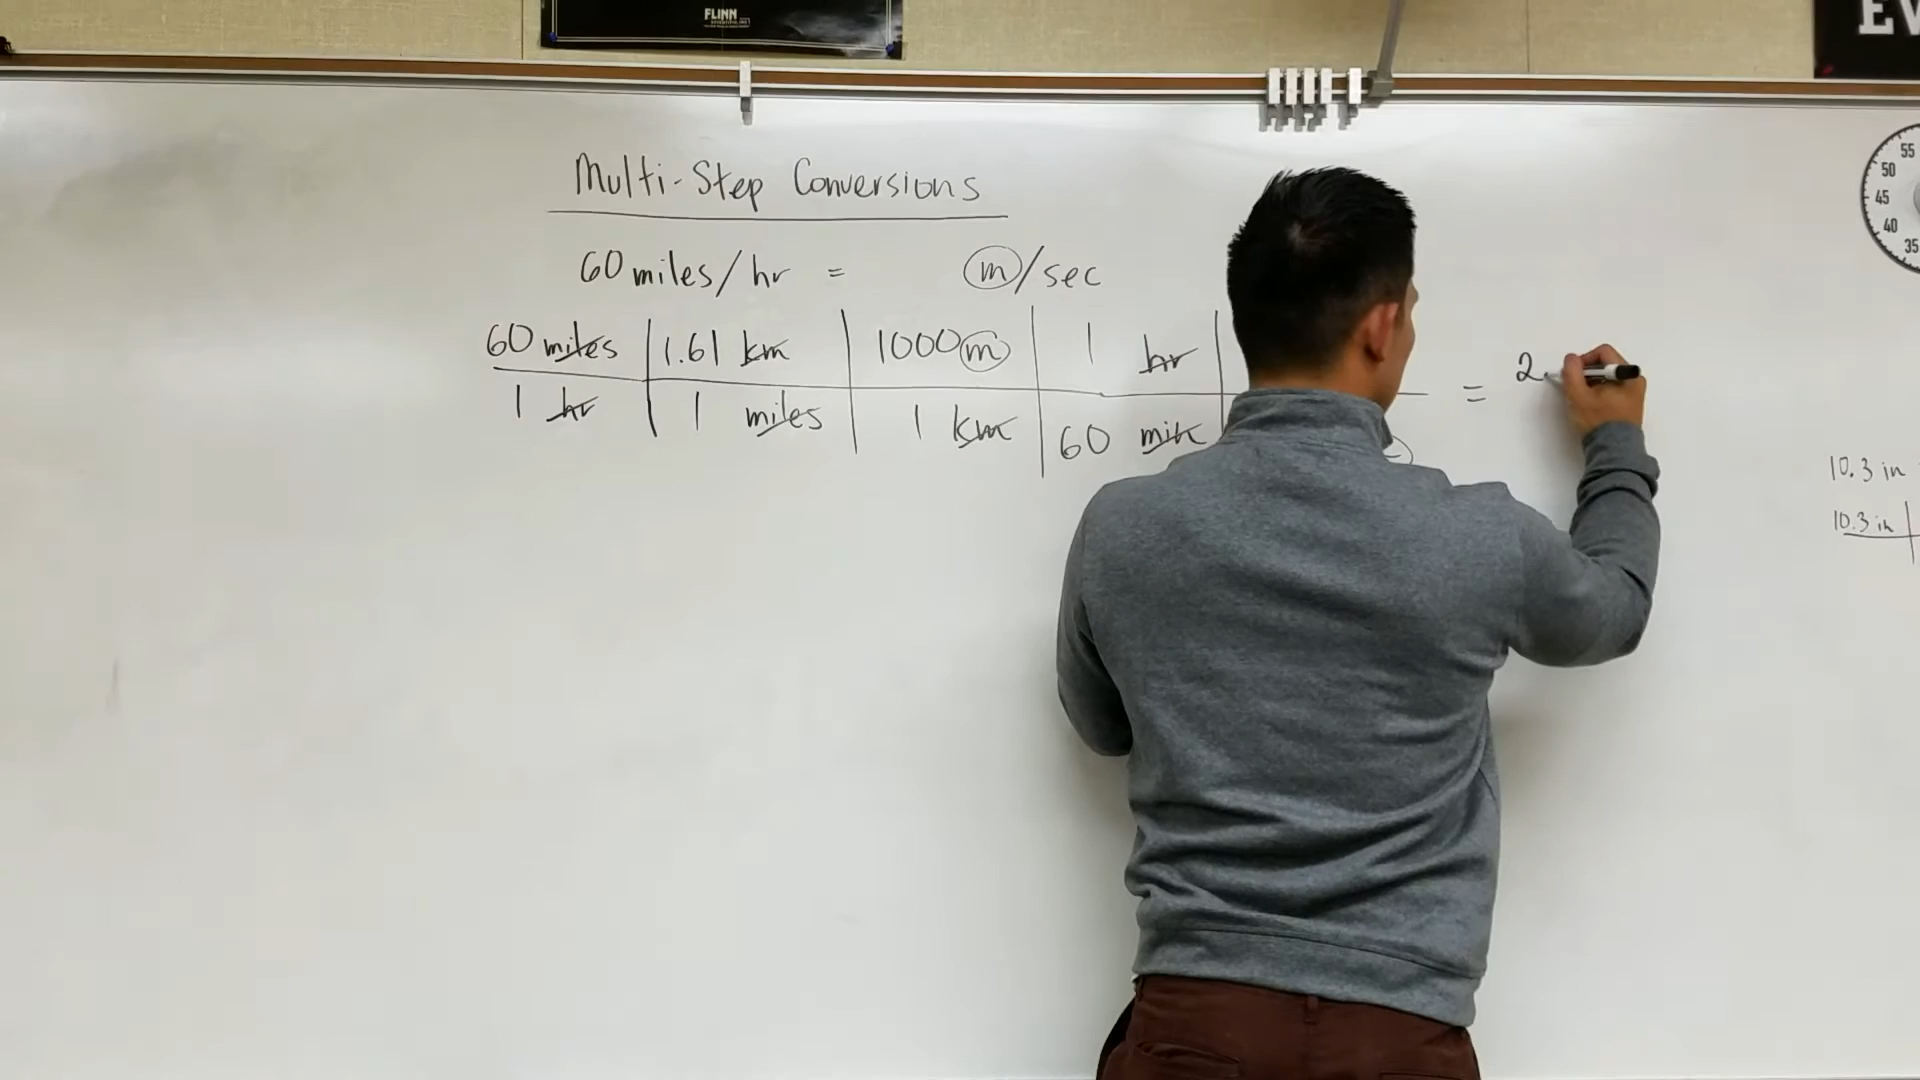 FLINN
EV
Multi-Step Conversions
60 miles/hr = m/sec
60 miles | 1.61 km | 1000 m | 1 hr
1 hr | 1 miles | 1 km | 60 min
= 2.
55
50
45
40
35
10.3 in
10.3 in